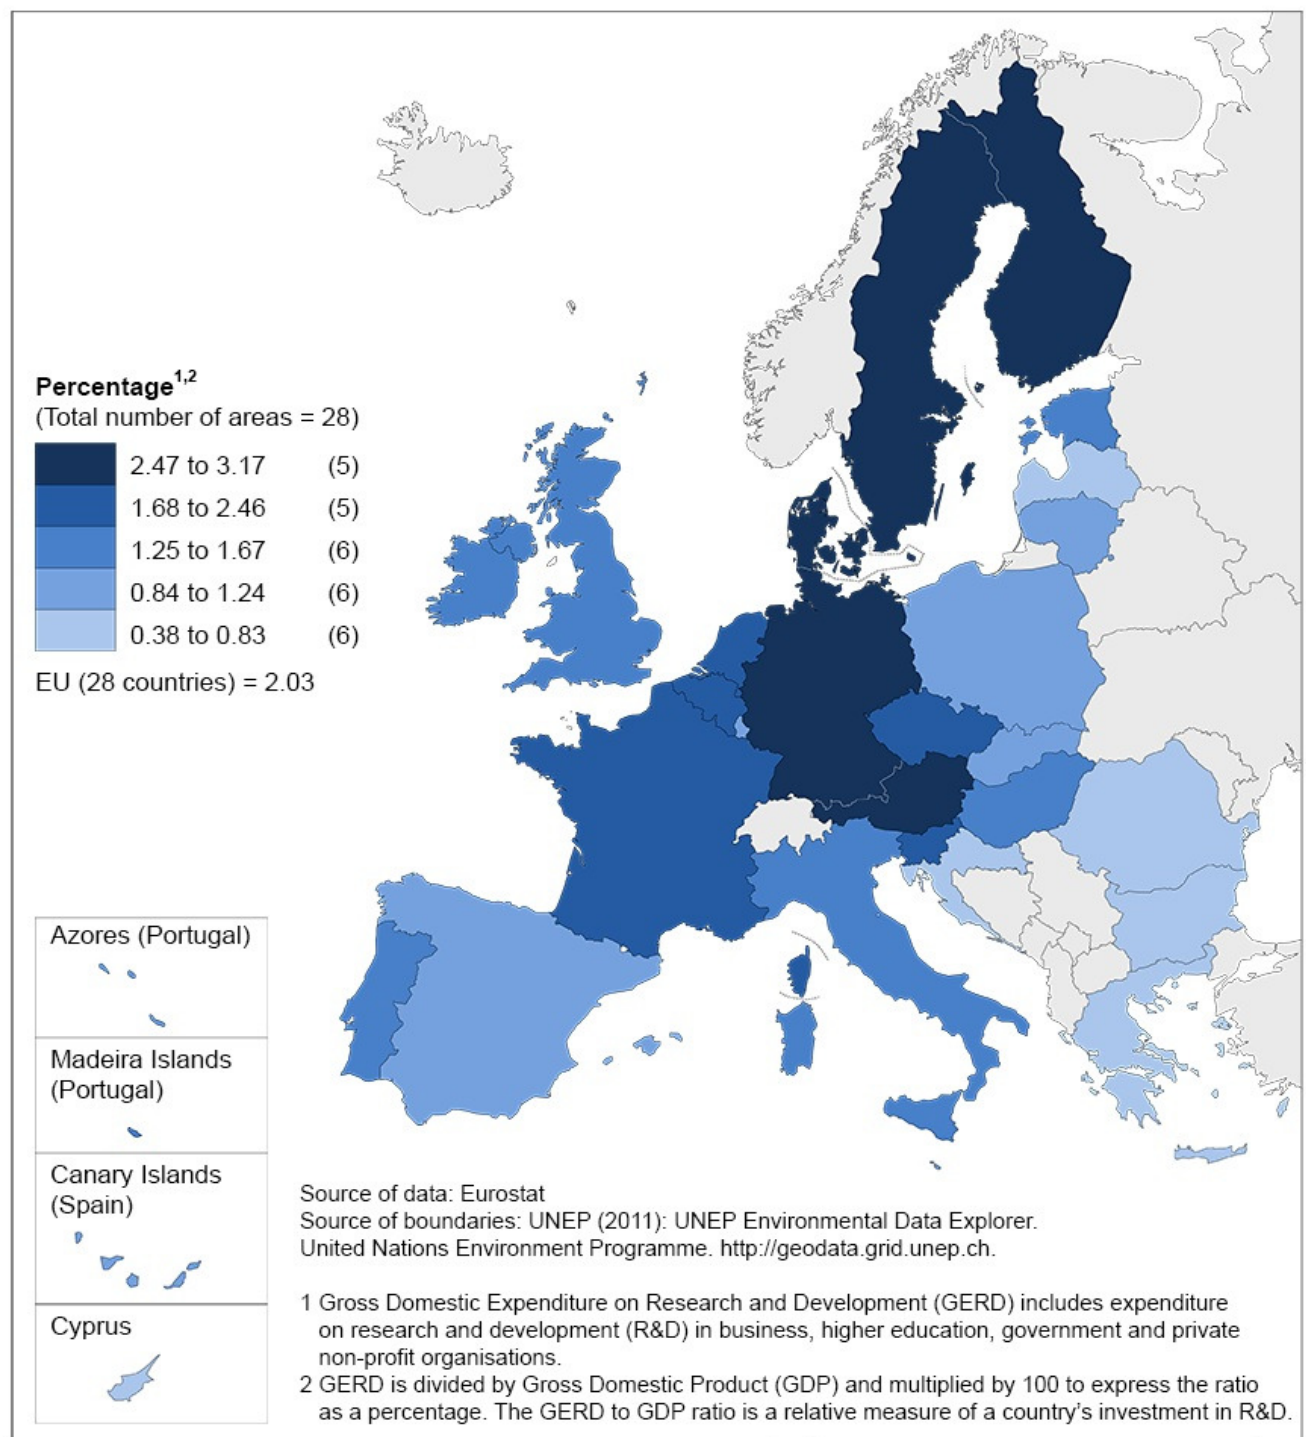 Percentage1,2
(Total number of areas = 28)
2.47 to 3.17 (5)
1.68 to 2.46 (5)
1.25 to 1.67 (6)
0.84 to 1.24 (6)
0.38 to 0.83 (6)
EU (28 countries) = 2.03
Azores (Portugal)
Madeira Islands
(Portugal)
Canary Islands
(Spain)
Cyprus
Source of data: Eurostat
Source of boundaries: UNEP (2011): UNEP Environmental Data Explorer.
United Nations Environment Programme. http://geodata.grid.unep.ch.
1 Gross Domestic Expenditure on Research and Development (GERD) includes expenditure
on research and development (R&D) in business, higher education, government and private
non-profit organisations.
2 GERD is divided by Gross Domestic Product (GDP) and multiplied by 100 to express the ratio
as a percentage. The GERD to GDP ratio is a relative measure of a country's investment in R&D.